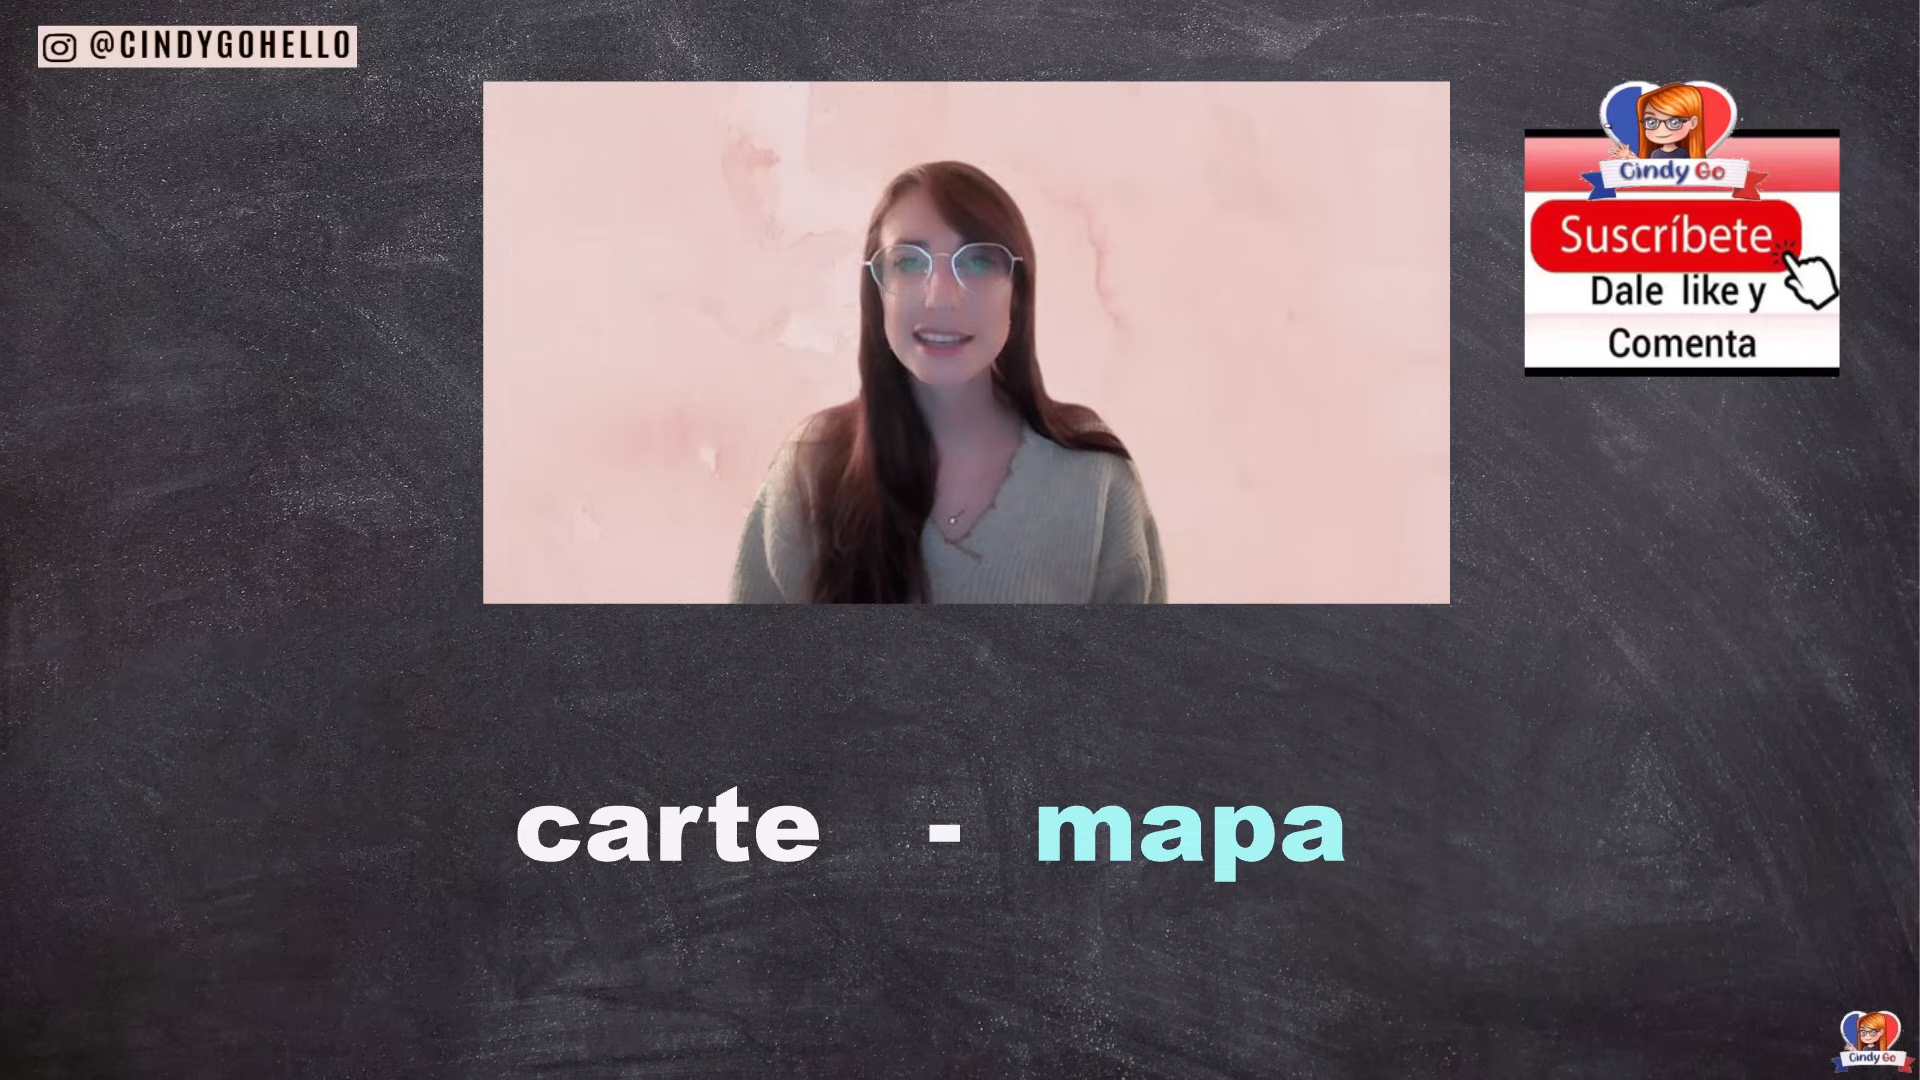 @CINDYGOHELLO
Cindy Go
Suscríbete
Dale like y
Comenta
carte - mapa
Cindy Go